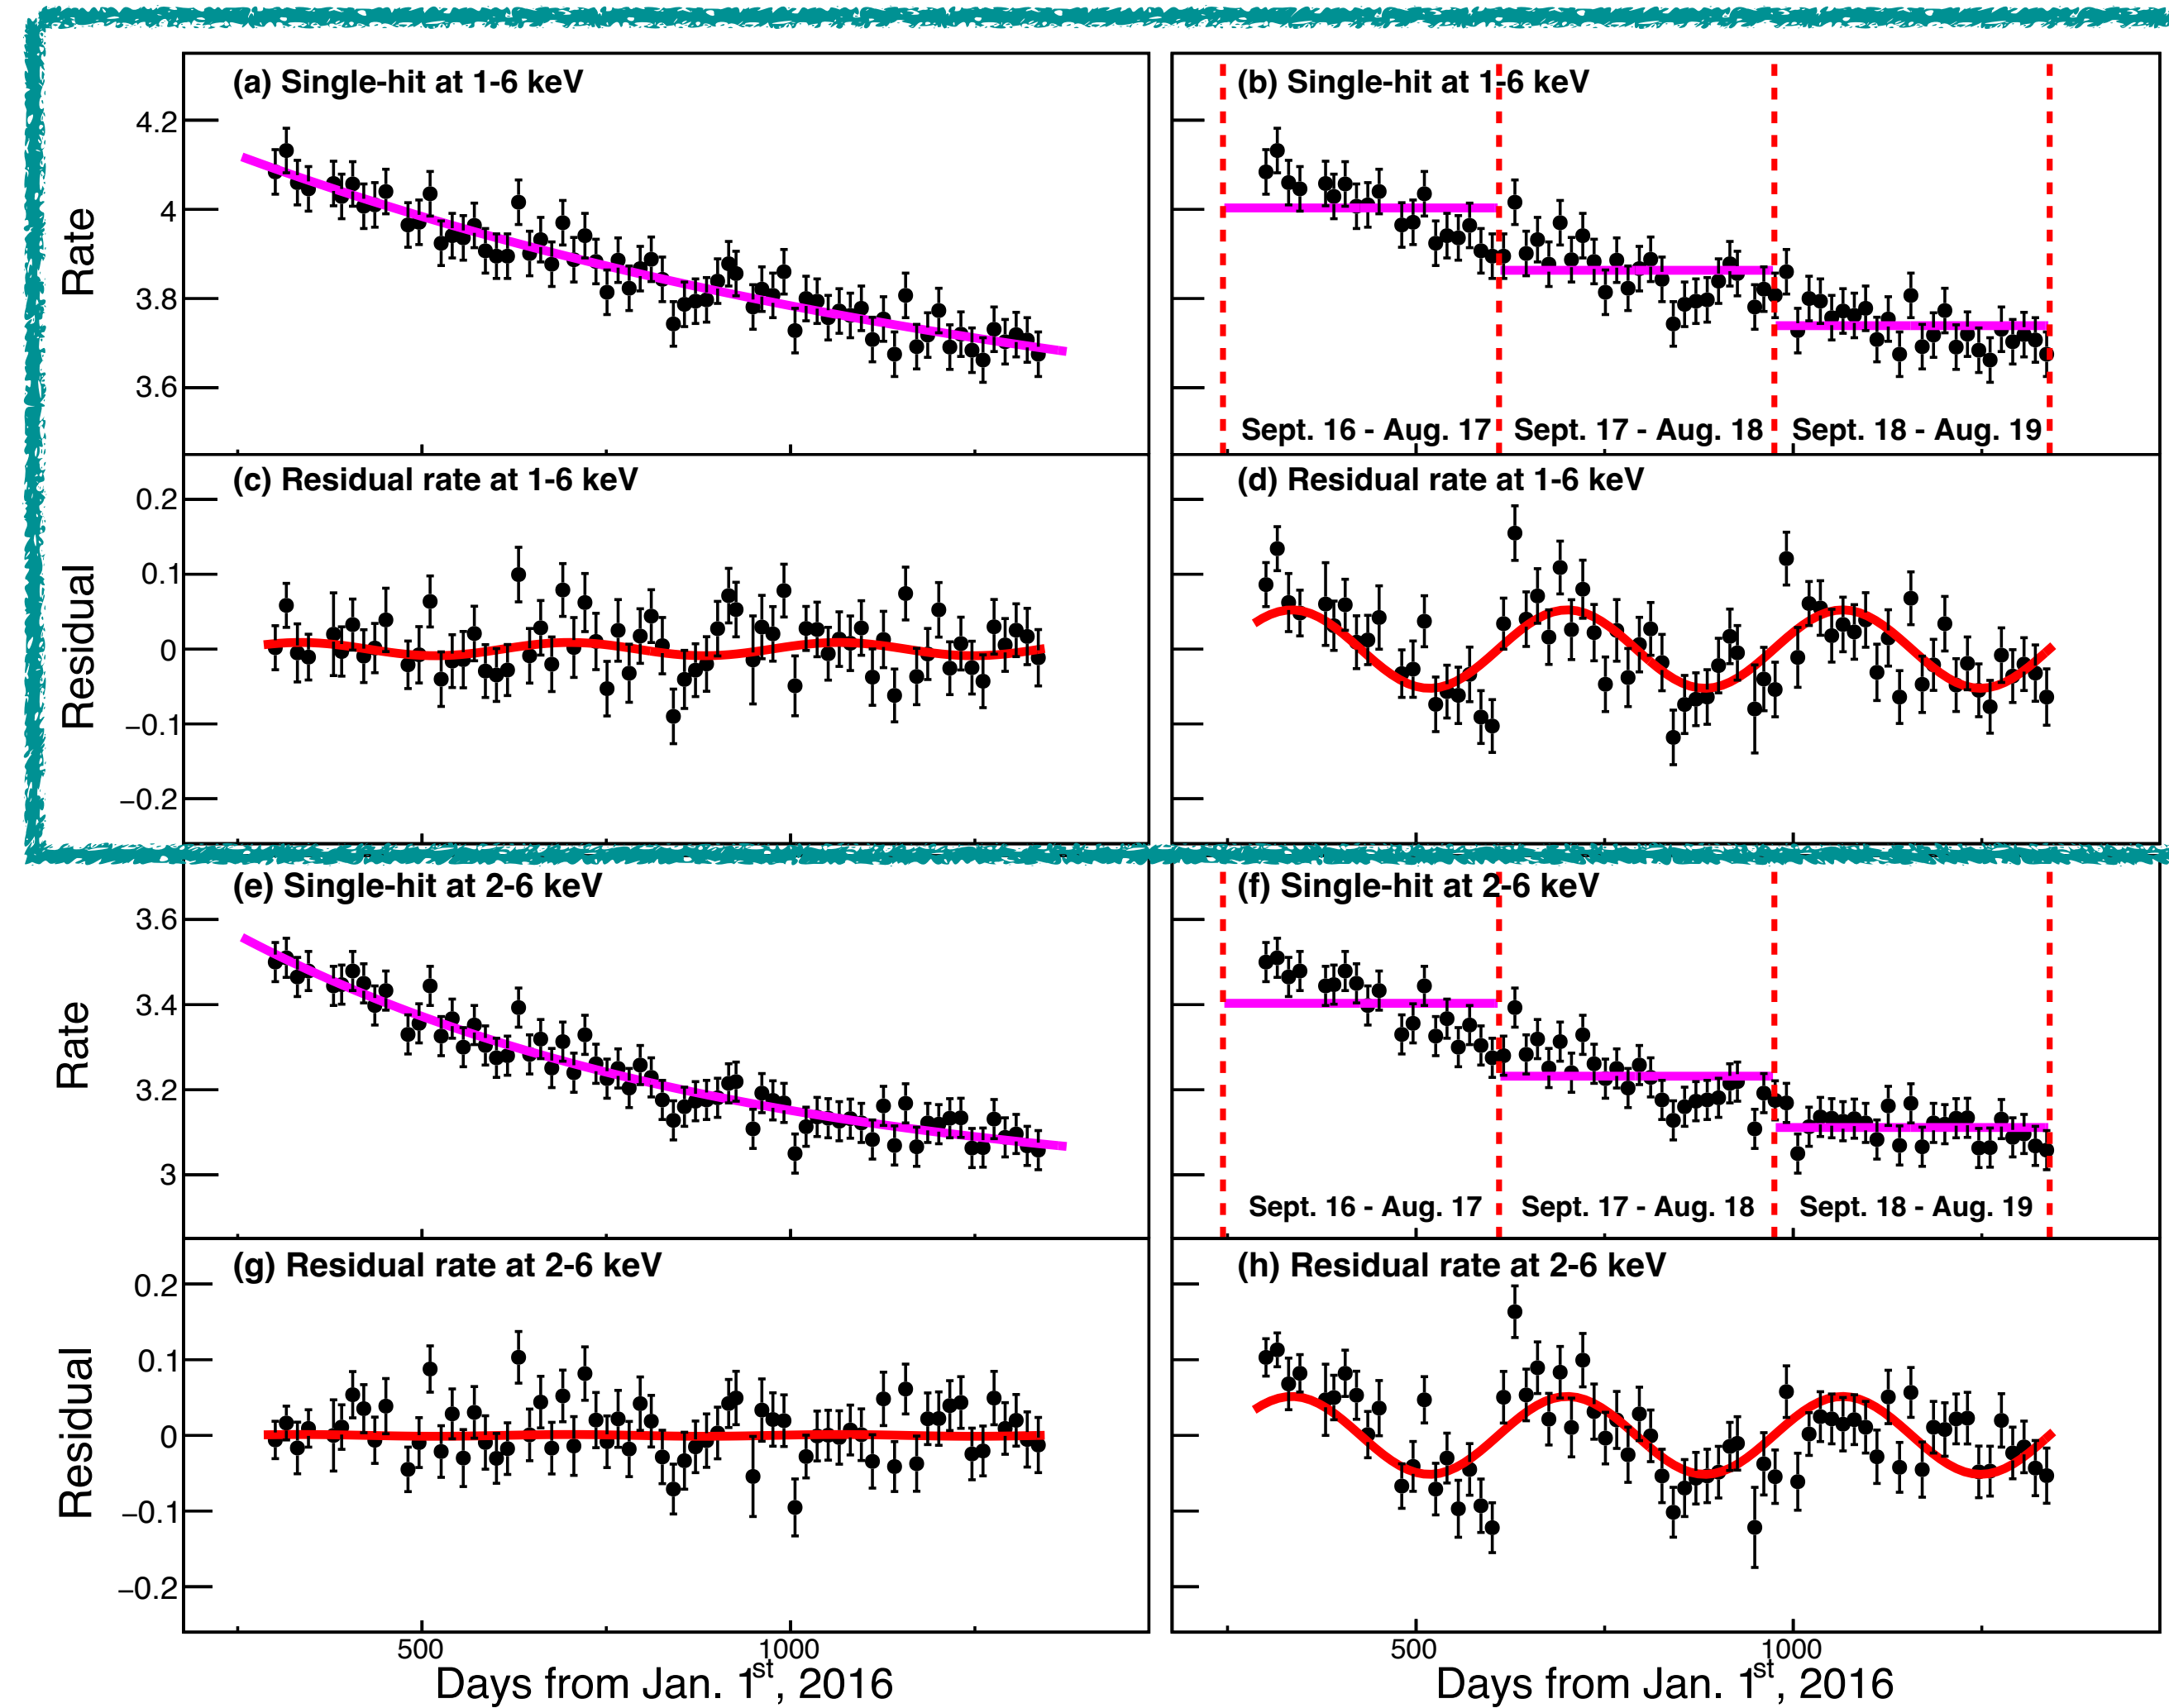 (a) Single-hit at 1-6 keV
(b) Single-hit at 1-6 keV
4.2
4
3.8
3.6
Rate
Sept. 16 - Aug. 17
Sept. 17 - Aug. 18
Sept. 18 - Aug. 19
(c) Residual rate at 1-6 keV
(d) Residual rate at 1-6 keV
0.2
0.1
0
−0.1
−0.2
Residual
(e) Single-hit at 2-6 keV
(f) Single-hit at 2-6 keV
3.6
3.4
3.2
3
Rate
Sept. 16 - Aug. 17
Sept. 17 - Aug. 18
Sept. 18 - Aug. 19
(g) Residual rate at 2-6 keV
(h) Residual rate at 2-6 keV
0.2
0.1
0
−0.1
−0.2
Residual
500
1000
500
1000
Days from Jan. 1st, 2016
Days from Jan. 1st, 2016